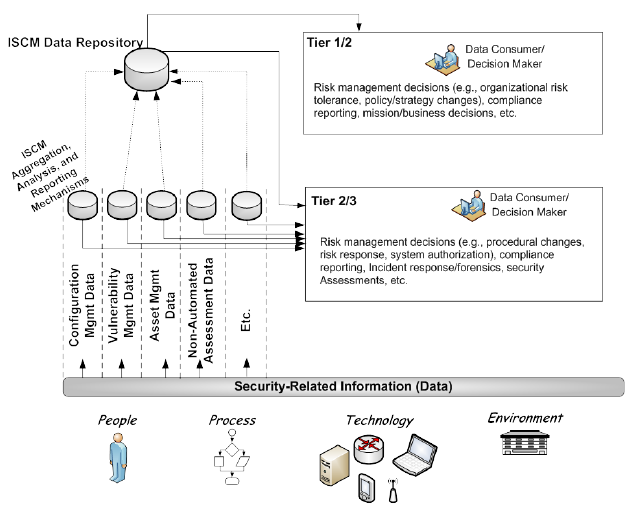 ISCM Data Repository
Tier 1/2
Data Consumer/
Decision Maker
Risk management decisions (e.g., organizational risk
tolerance, policy/strategy changes), compliance
reporting, mission/business decisions, etc.
ISCM
Aggregation,
Analysis, and
Reporting
Mechanisms
Tier 2/3
Data Consumer/
Decision Maker
Risk management decisions (e.g., procedural changes,
risk response, system authorization), compliance
reporting, Incident response/forensics, security
Assessments, etc.
Configuration
Mgmt Data
Vulnerability
Mgmt Data
Asset Mgmt
Data
Non-Automated
Assessment Data
Etc.
Security-Related Information (Data)
People
Process
Technology
Environment